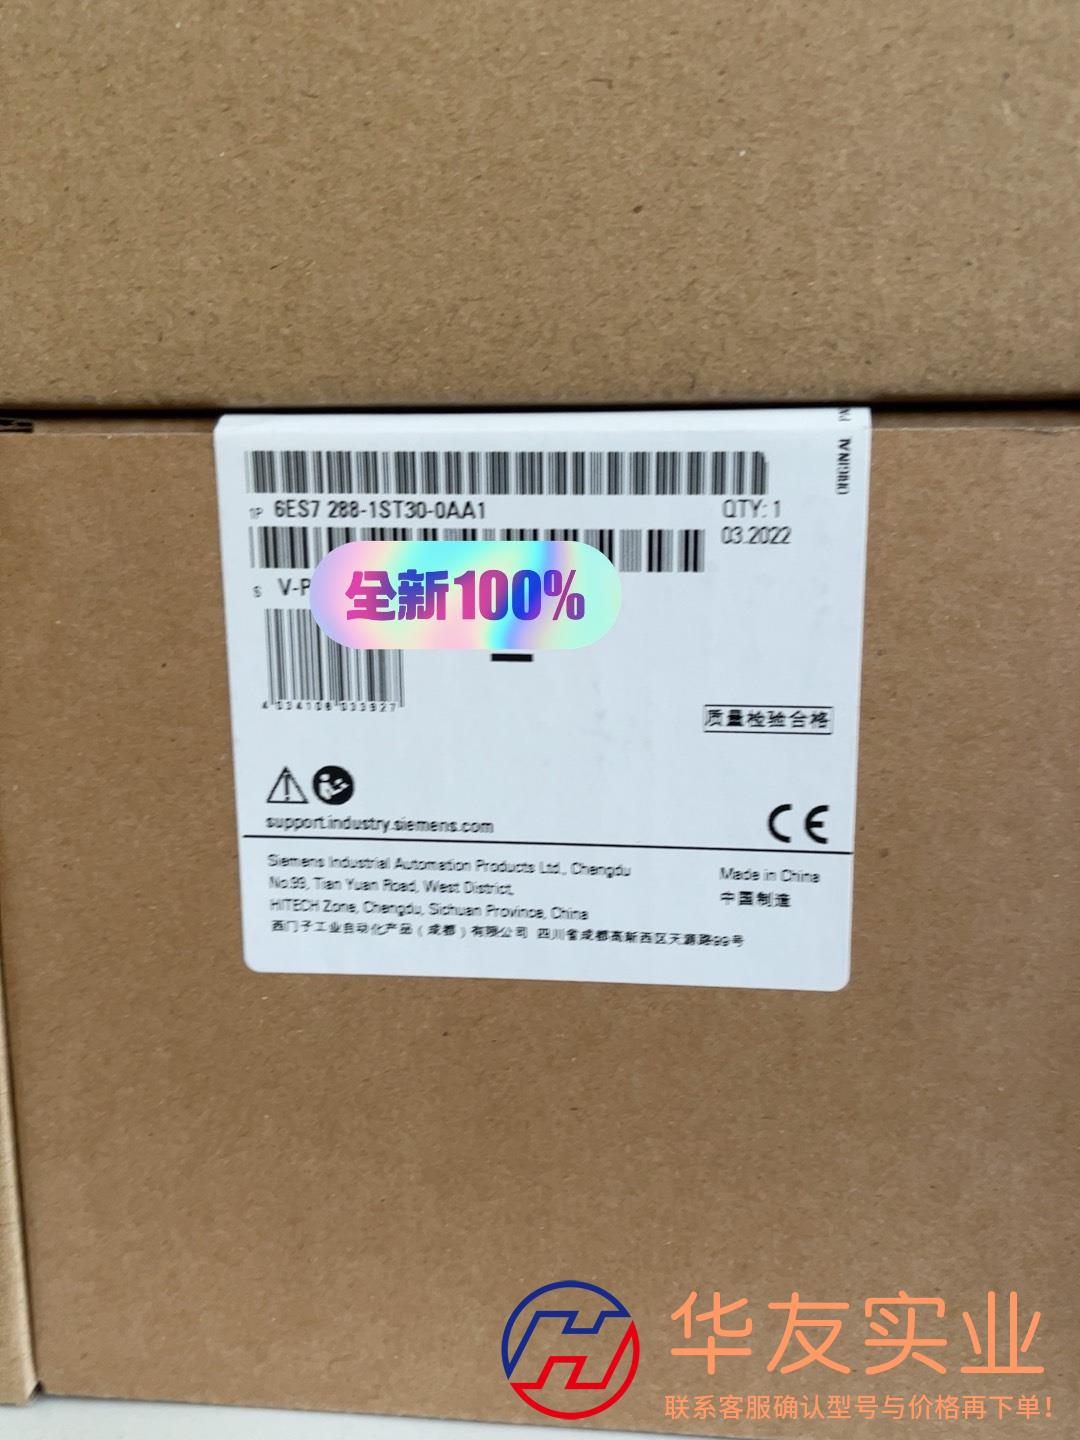 ORIGINAL
1P 6ES7 288-1ST30-0AA1
QTY: 1
03.2022
S V-P
全新100%
4 034106 033927
质量检验合格
support.industry.siemens.com
CE
Siemens Industrial Automation Products Ltd., Chengdu
No.99, Tian Yuan Road, West District,
HITECH Zone, Chengdu, Sichuan Province, China
西门子工业自动化产品(成都)有限公司 四川省成都高新西区天源路99号
Made in China
中国制造
华友实业
联系客服确认型号与价格再下单!